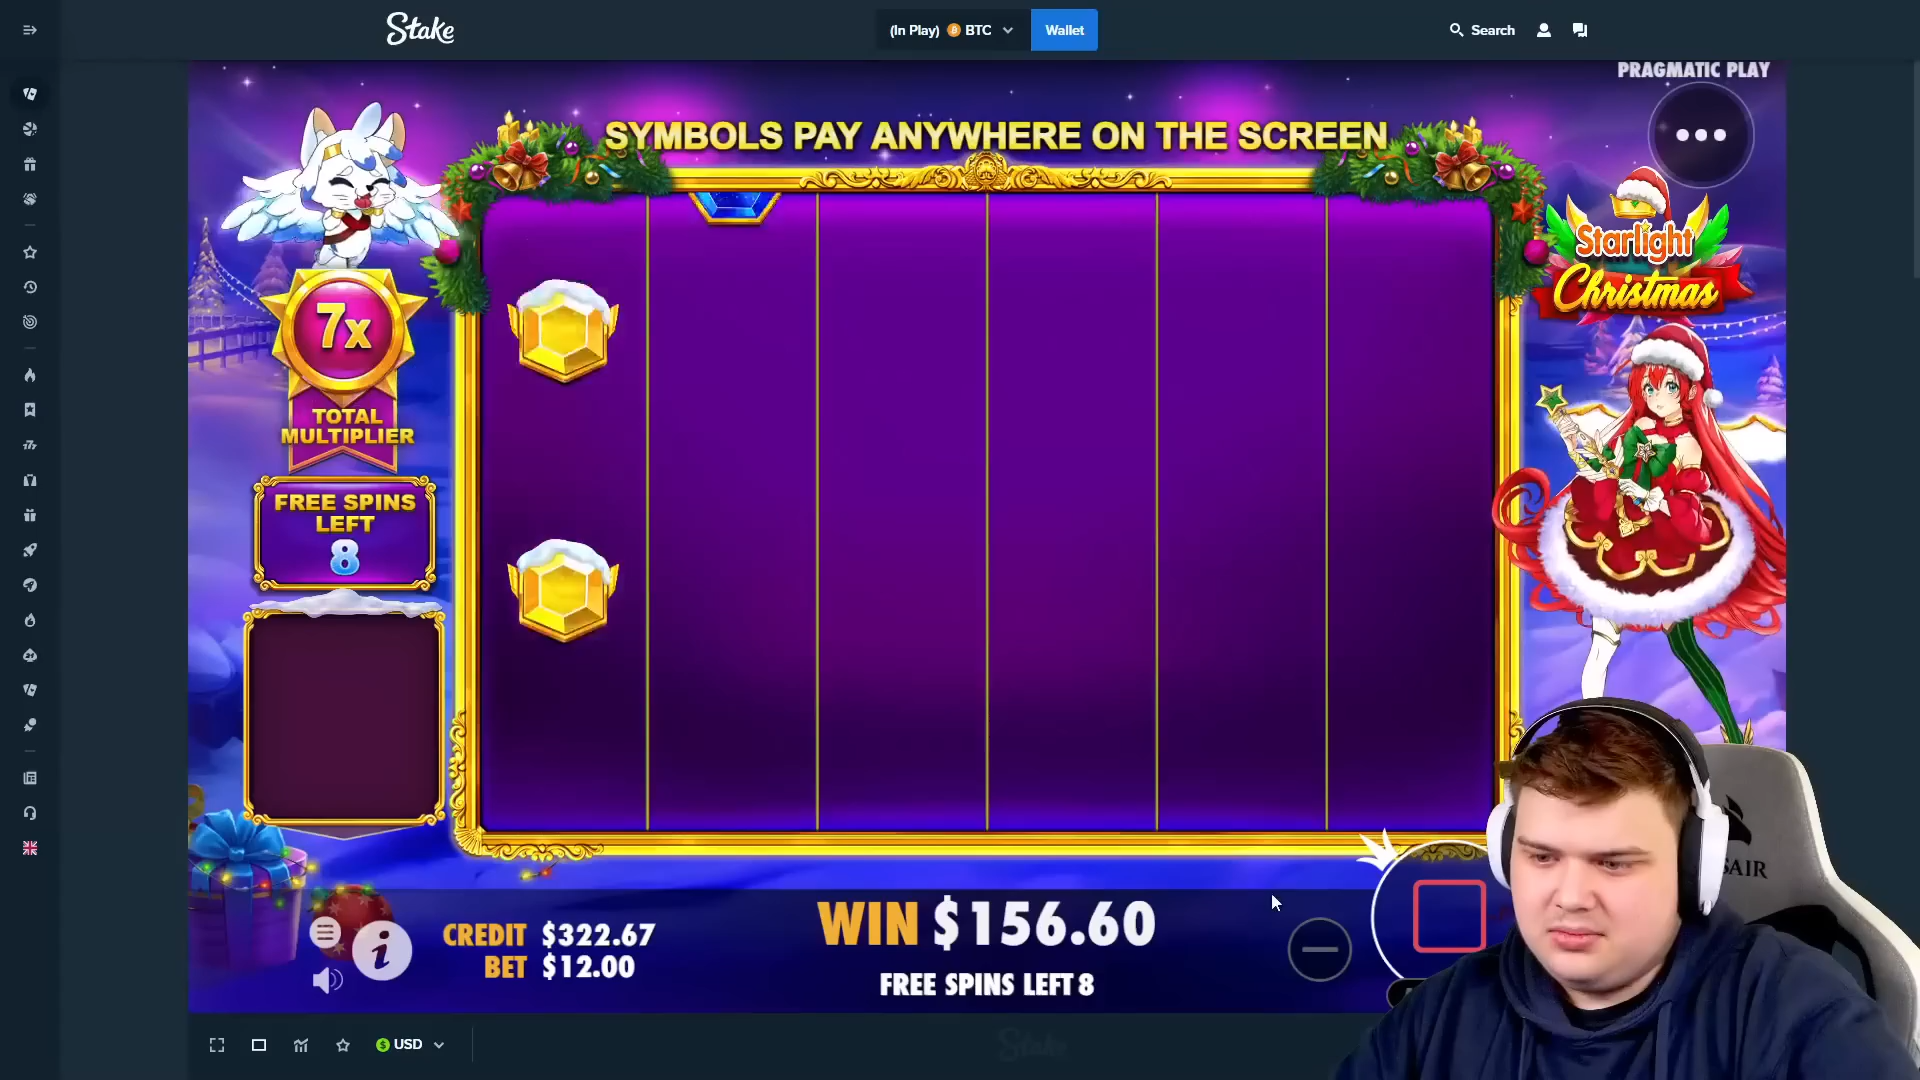 Stake
(In Play) BTC
Wallet
Search
PRAGMATIC PLAY
SYMBOLS PAY ANYWHERE ON THE SCREEN
Starlight
Christmas
7x
TOTAL
MULTIPLIER
FREE SPINS
LEFT
8
CREDIT $322.67
BET $12.00
WIN $156.60
FREE SPINS LEFT 8
USD
Stake